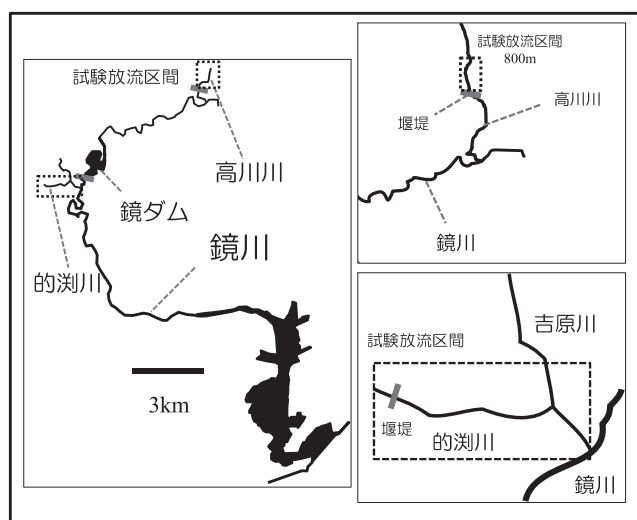 試験放流区間
高川川
鏡ダム
的渕川
鏡川
3km
試験放流区間
800m
堰堤
高川川
鏡川
吉原川
試験放流区間
堰堤
的渕川
鏡川